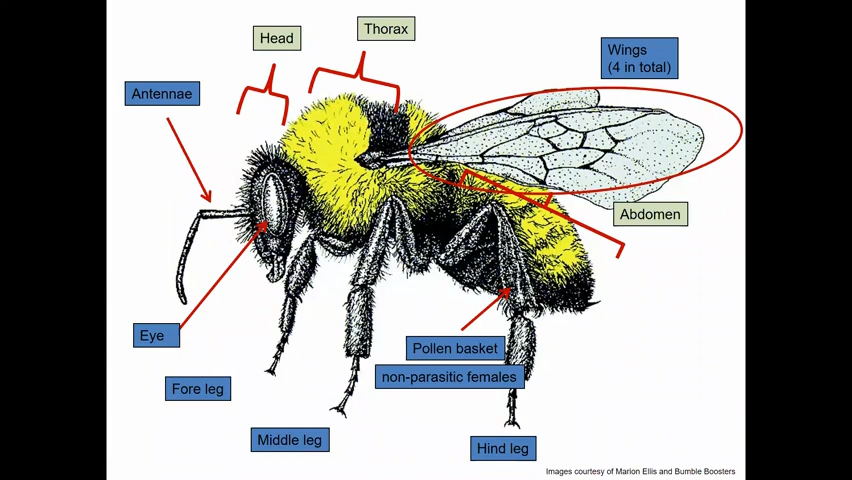 Thorax
Head
Wings
(4 in total)
Antennae
Abdomen
Eye
Pollen basket
non-parasitic females
Fore leg
Middle leg
Hind leg
Images courtesy of Marion Ellis and Bumble Boosters